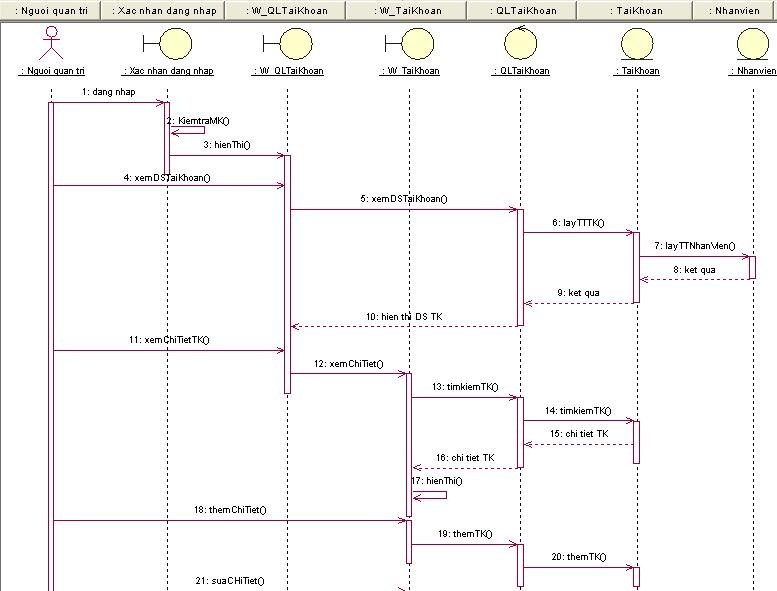 : Nguoi quan tri
: Xac nhan dang nhap
: W_QLTaiKhoan
: W_TaiKhoan
: QLTaiKhoan
: TaiKhoan
: Nhanvien
: Nguoi quan tri
: Xac nhan dang nhap
: W_QLTaiKhoan
: W_TaiKhoan
: QLTaiKhoan
: TaiKhoan
: Nhanvien
1: dang nhap
2: KiemtraMK()
3: hienThi()
4: xemDSTaiKhoan()
5: xemDSTaiKhoan()
6: layTTTK()
7: layTTNhanVien()
8: ket qua
9: ket qua
10: hien thi DS TK
11: xemChiTietTK()
12: xemChiTiet()
13: timkiemTK()
14: timkiemTK()
15: chi tiet TK
16: chi tiet TK
17: hienThi()
18: themChiTiet()
19: themTK()
20: themTK()
21: suaCHiTiet()